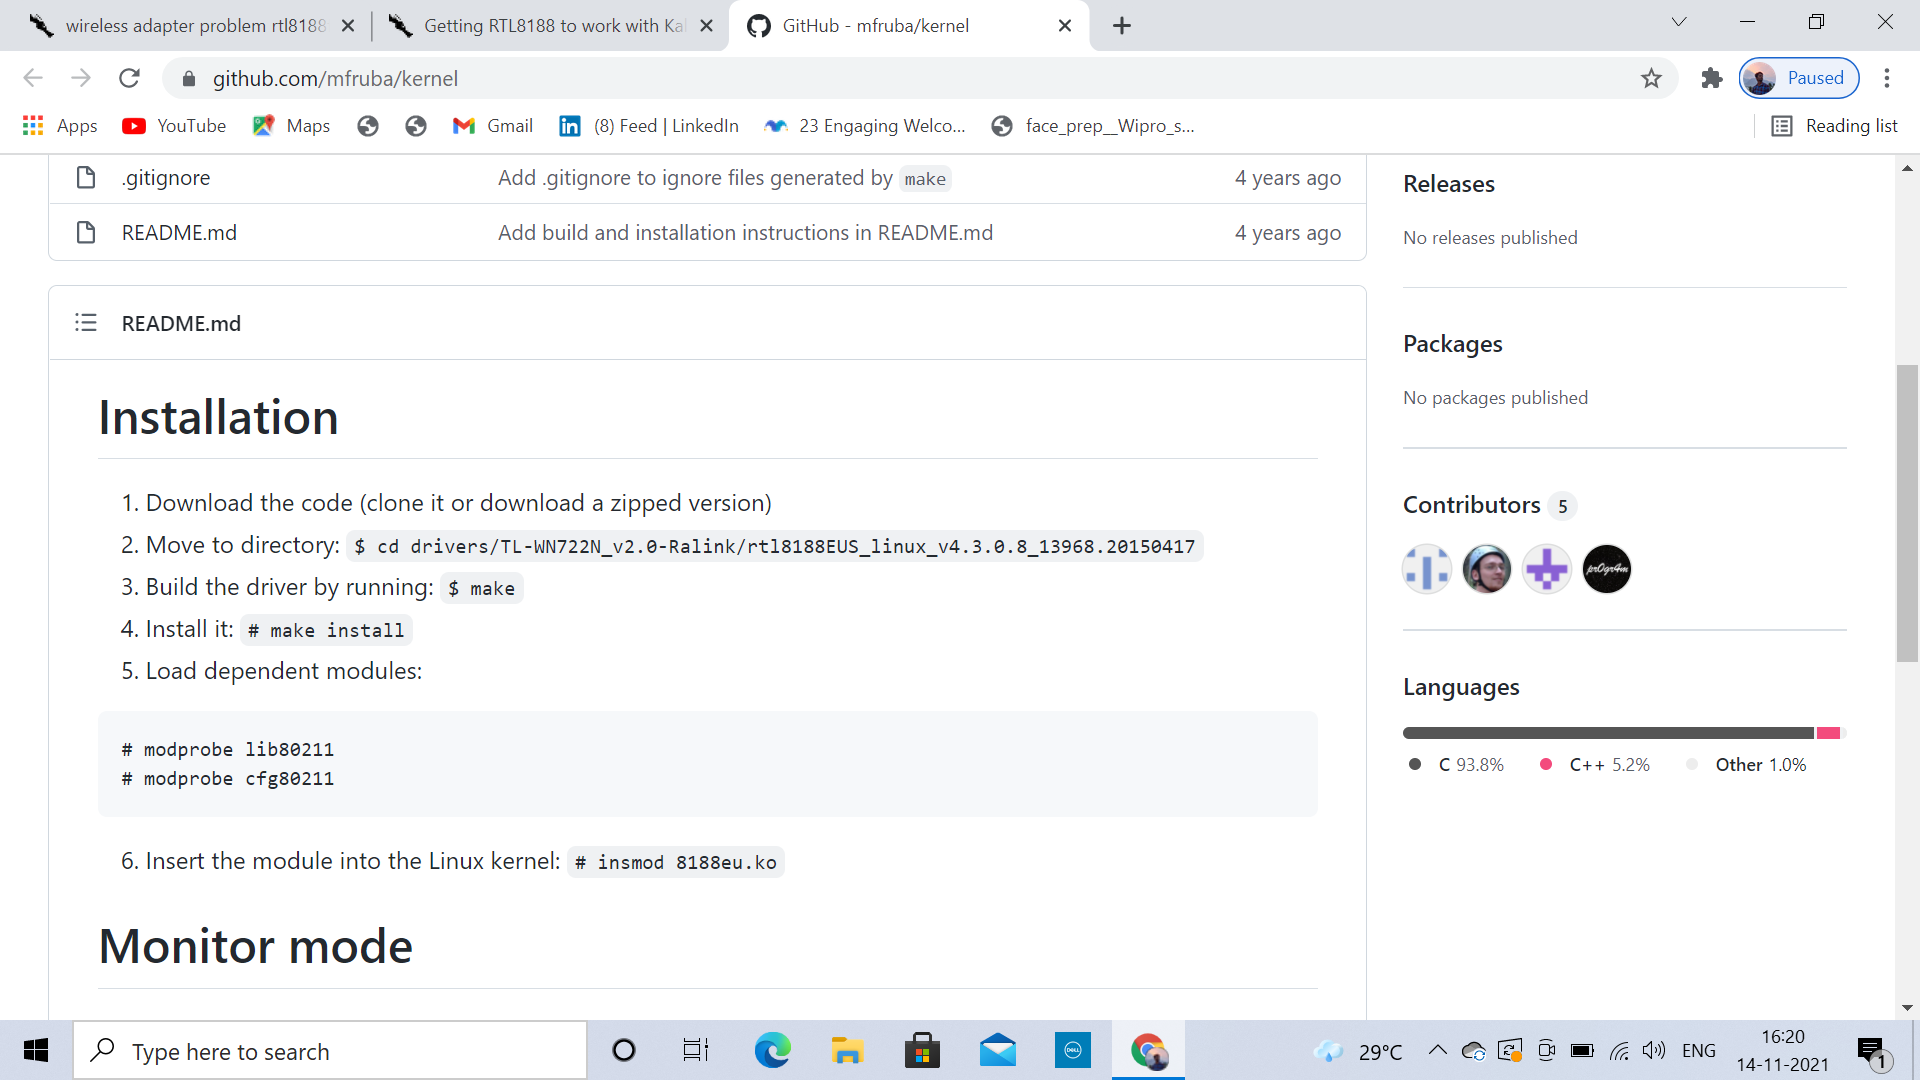 wireless adapter problem rtl8188
Getting RTL8188 to work with Kal
GitHub - mfruba/kernel
github.com/mfruba/kernel
Paused
Apps
YouTube
Maps
Gmail
(8) Feed | LinkedIn
23 Engaging Welco...
face_prep__Wipro_s...
Reading list
.gitignore
Add .gitignore to ignore files generated by make
4 years ago
README.md
Add build and installation instructions in README.md
4 years ago
README.md
Installation
1. Download the code (clone it or download a zipped version)
2. Move to directory: $ cd drivers/TL-WN722N_v2.0-Ralink/rtl8188EUS_linux_v4.3.0.8_13968.20150417
3. Build the driver by running: $ make
4. Install it: # make install
5. Load dependent modules:
# modprobe lib80211
# modprobe cfg80211
6. Insert the module into the Linux kernel: # insmod 8188eu.ko
Monitor mode
Releases
No releases published
Packages
No packages published
Contributors 5
pr0gr4m
Languages
C 93.8%
C++ 5.2%
Other 1.0%
Type here to search
DELL
29°C
ENG
16:20
14-11-2021
1